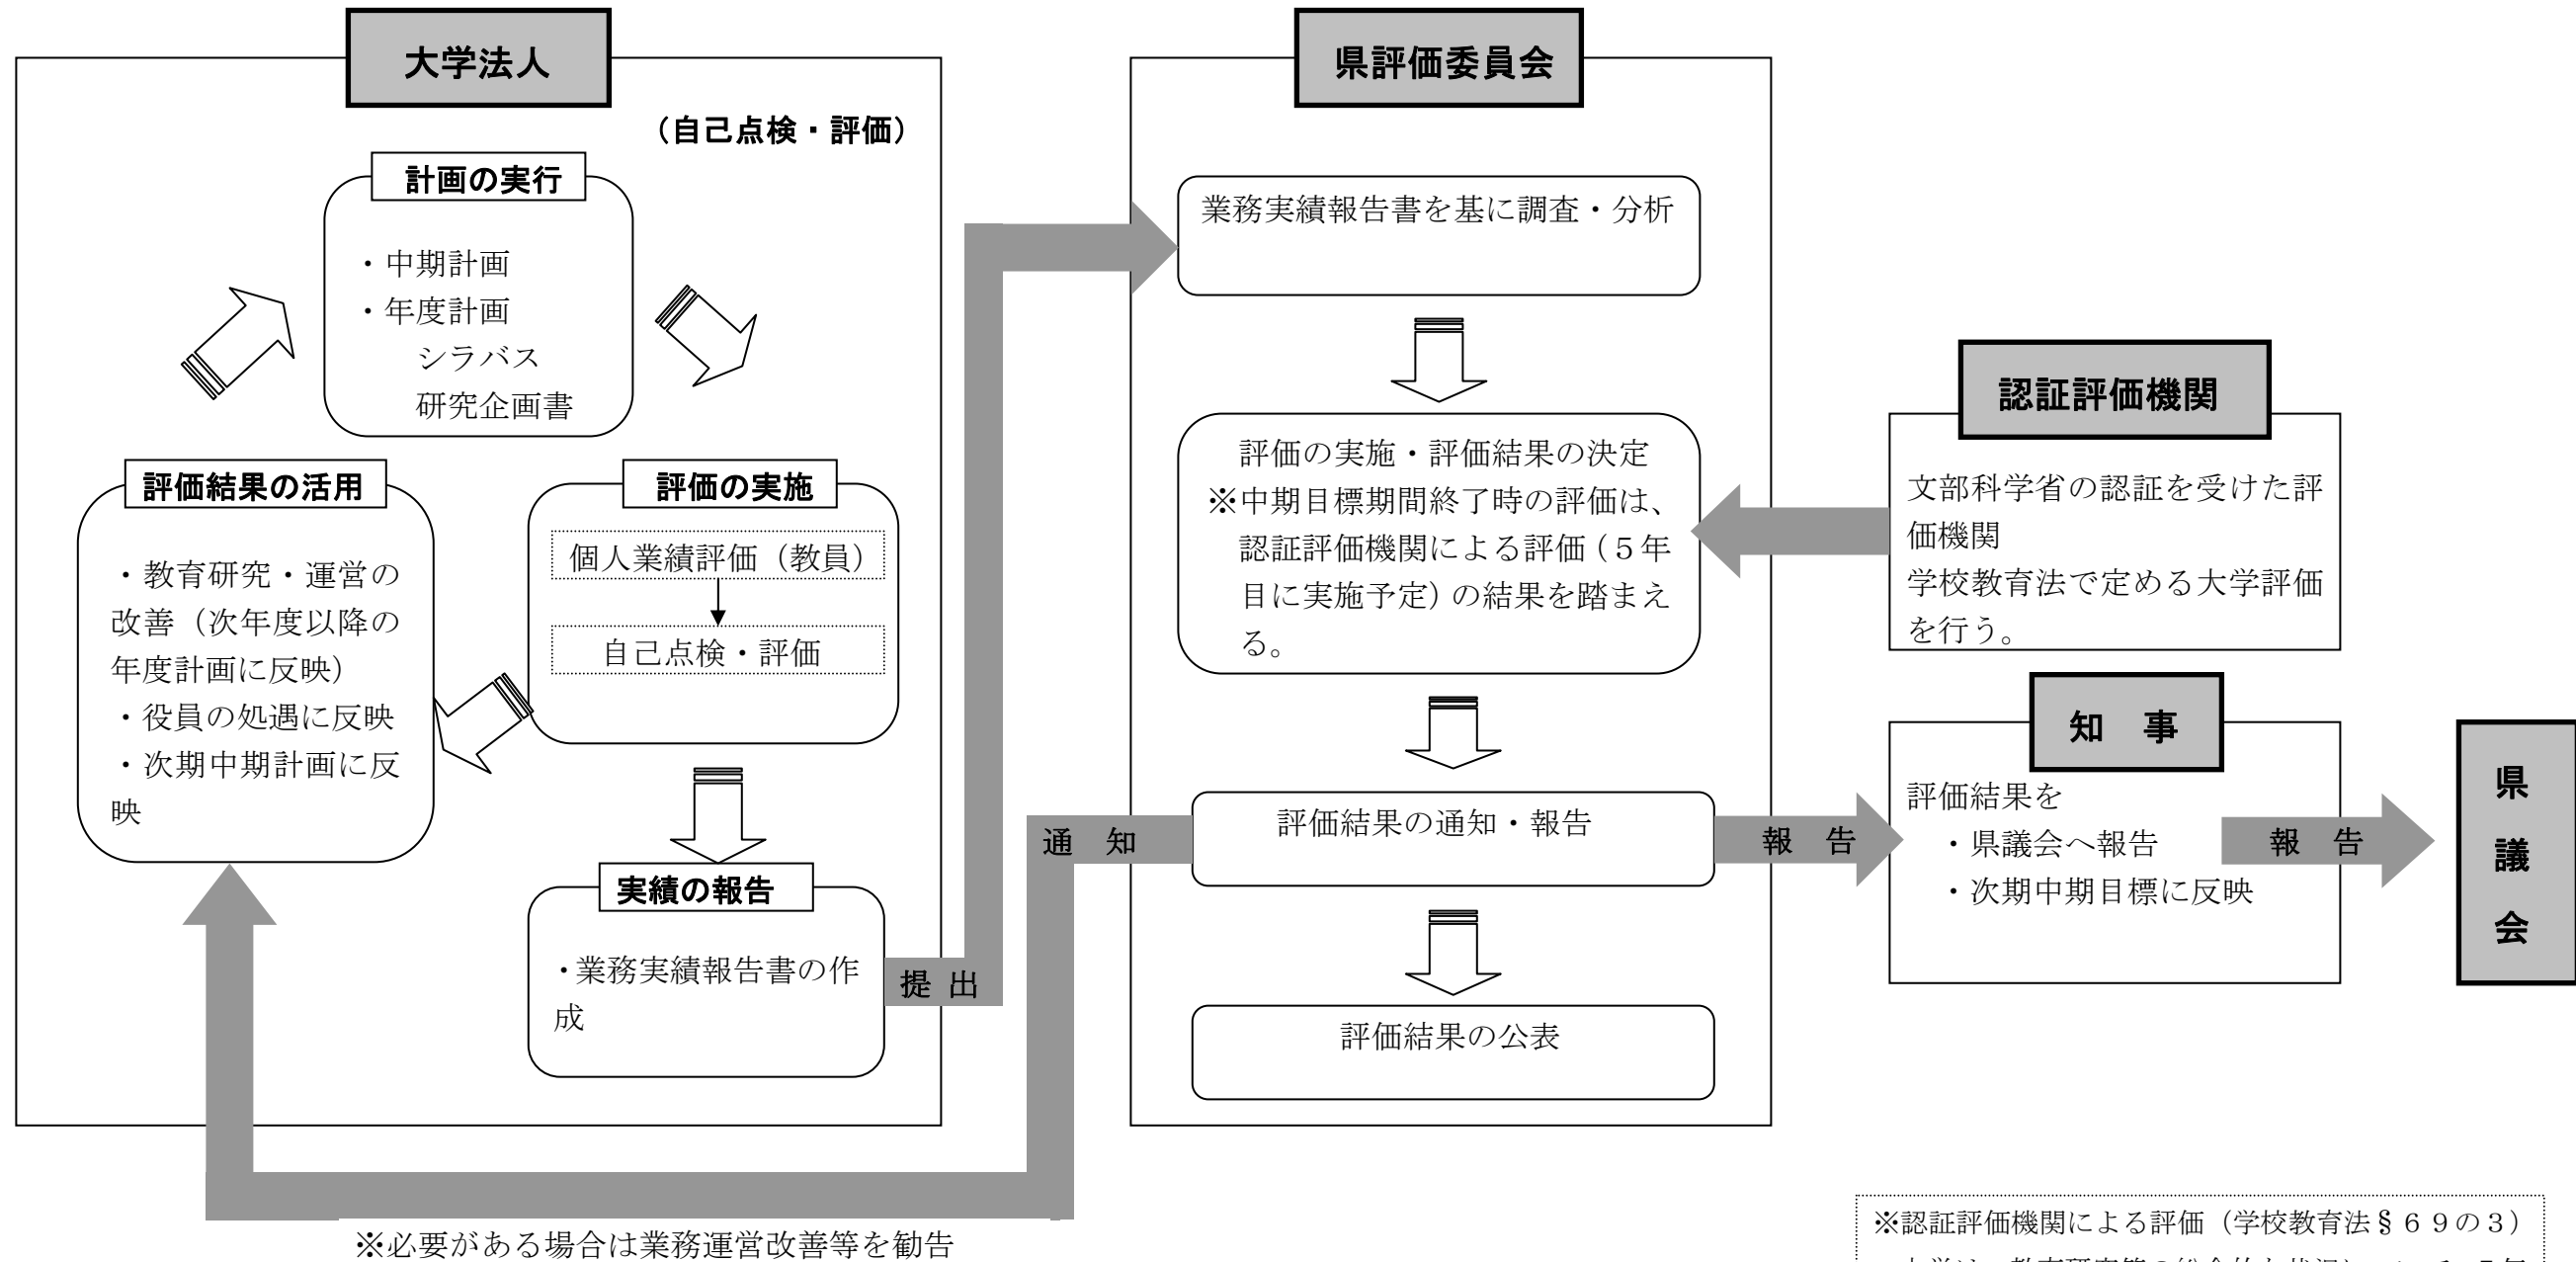 大学法人
（自己点検・評価）
計画の実行
・中期計画
・年度計画
シラバス
研究企画書
評価結果の活用
・教育研究・運営の
改善（次年度以降の
年度計画に反映）
・役員の処遇に反映
・次期中期計画に反
映
評価の実施
個人業績評価（教員）
自己点検・評価
実績の報告
・業務実績報告書の作
成
提 出
通　知
※必要がある場合は業務運営改善等を勧告
県評価委員会
業務実績報告書を基に調査・分析
評価の実施・評価結果の決定
※中期目標期間終了時の評価は、
認証評価機関による評価（５年
目に実施予定）の結果を踏まえ
る。
評価結果の通知・報告
評価結果の公表
認証評価機関
文部科学省の認証を受けた評
価機関
学校教育法で定める大学評価
を行う。
報　告
知　事
評価結果を
・県議会へ報告
・次期中期目標に反映
報　告
県
議
会
※認証評価機関による評価（学校教育法§６９の３）